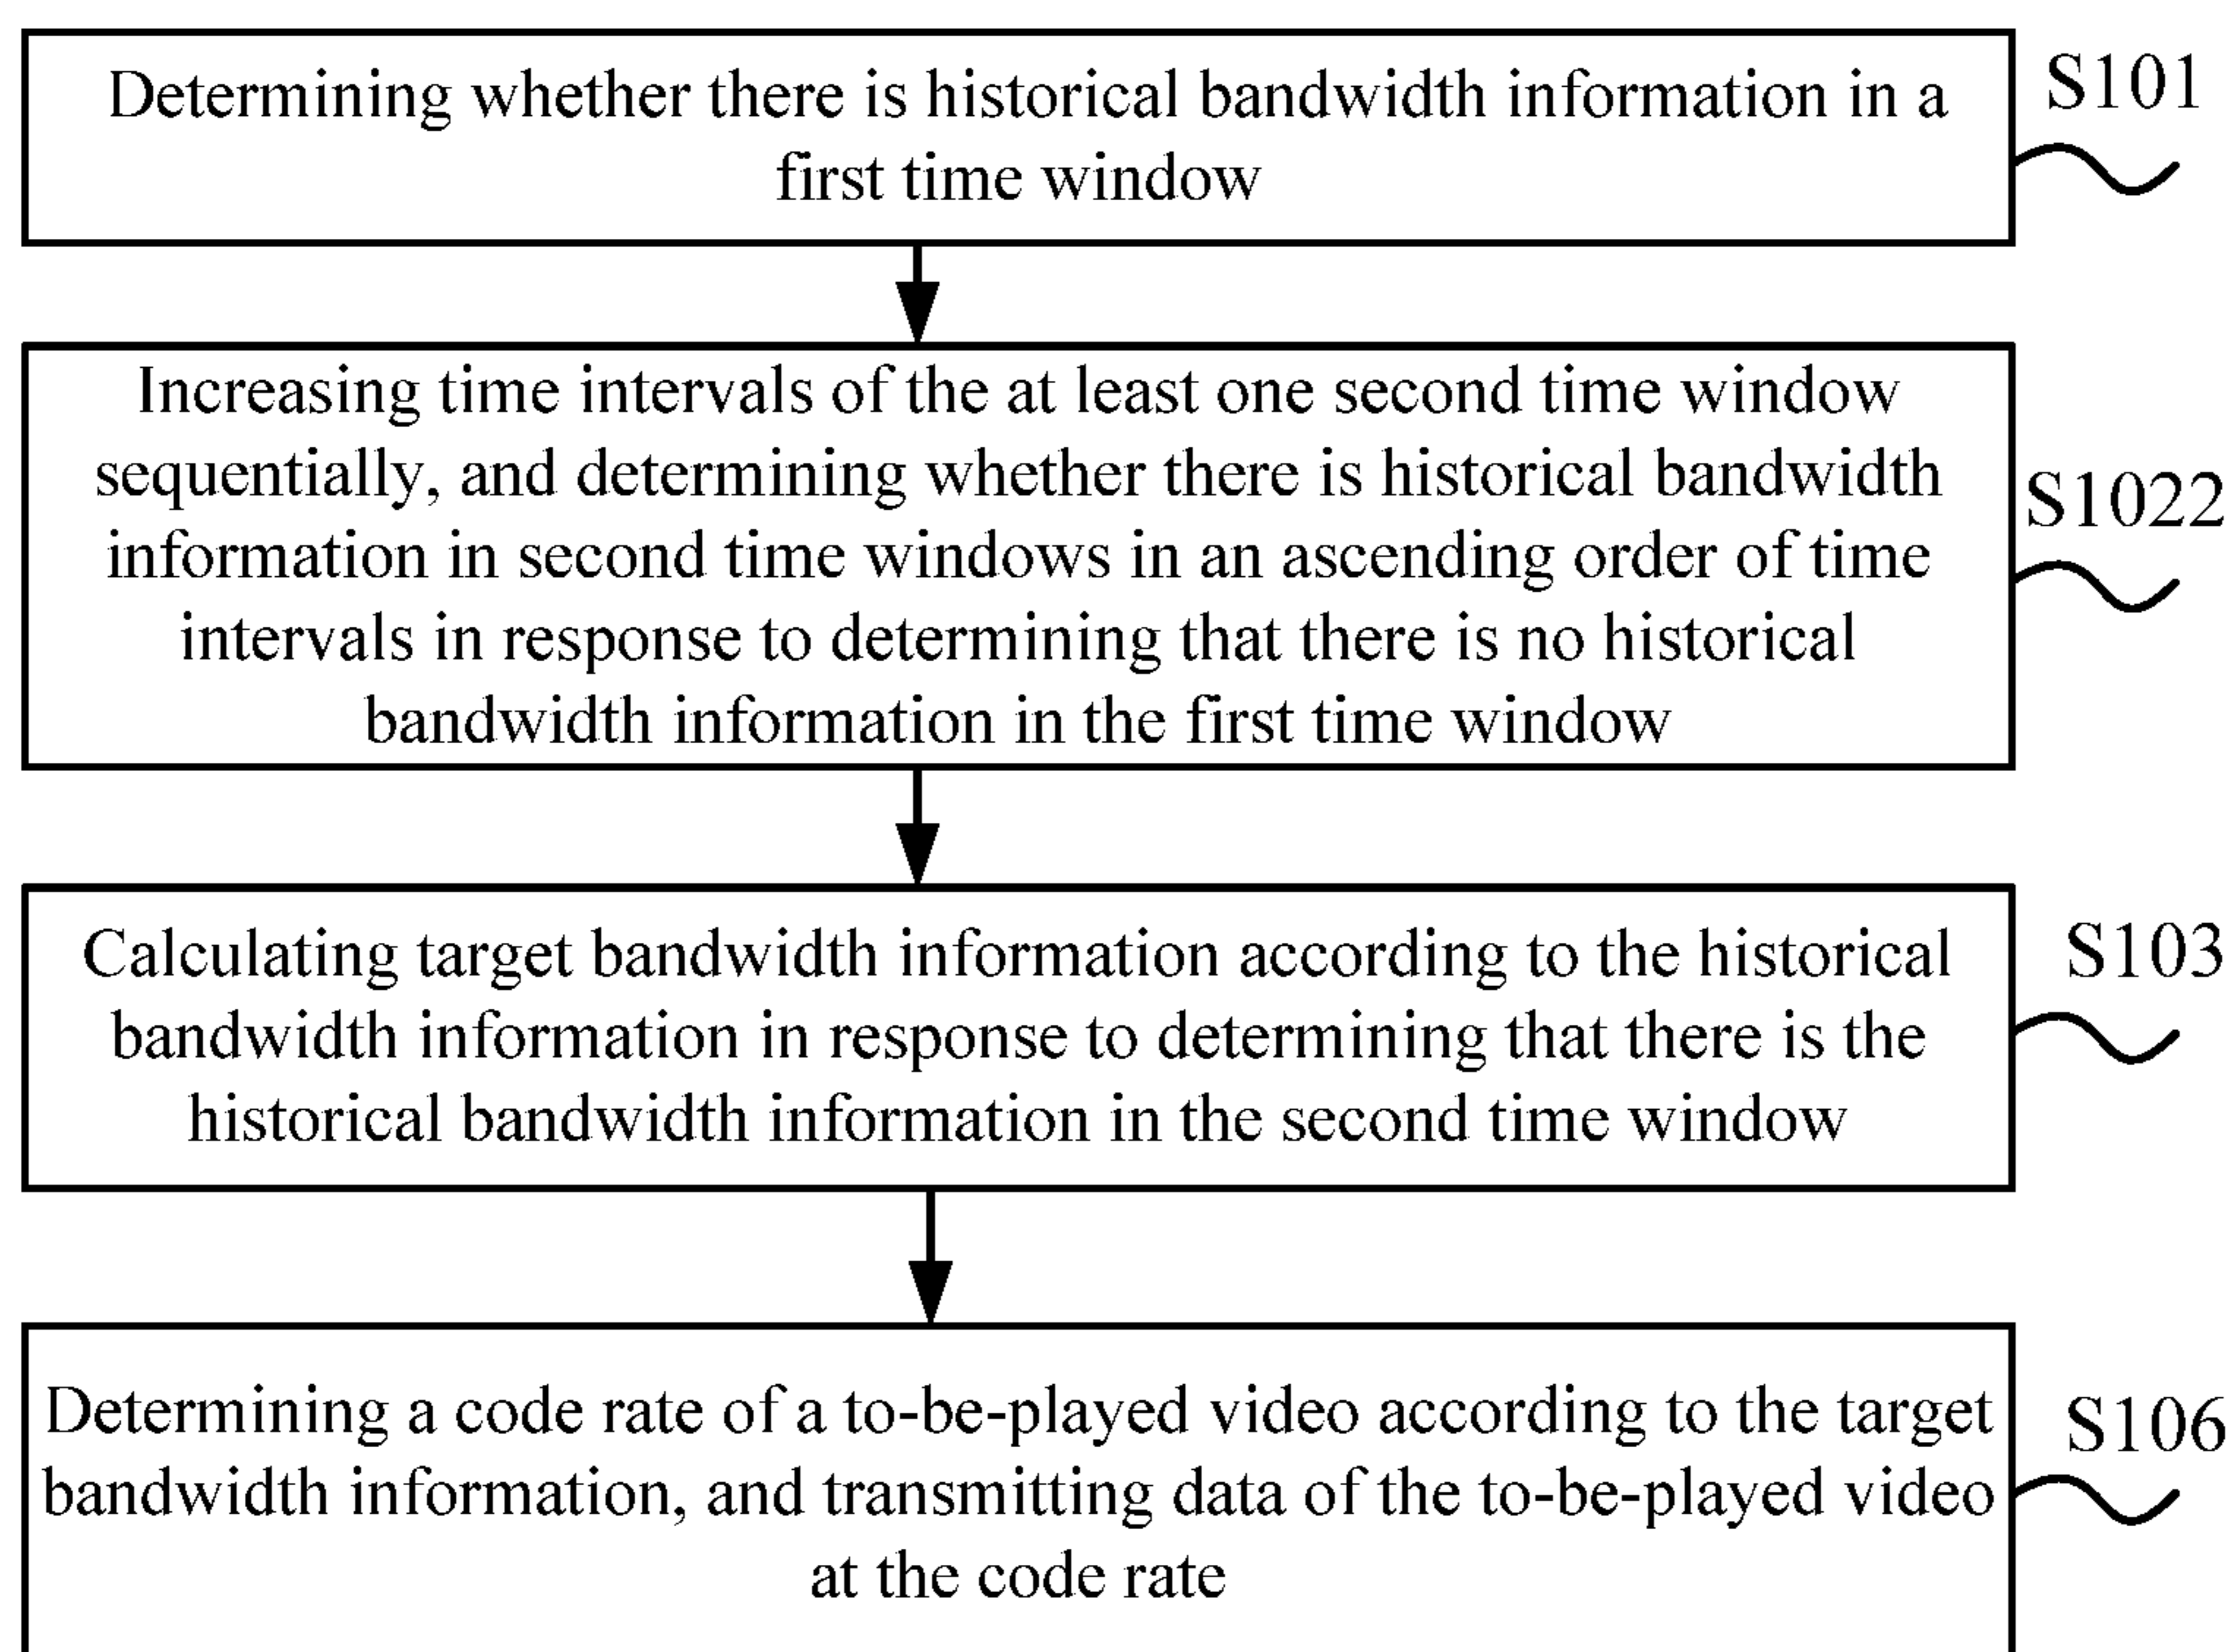 Determining whether there is historical bandwidth information in a
first time window
S101
Increasing time intervals of the at least one second time window
sequentially, and determining whether there is historical bandwidth
information in second time windows in an ascending order of time
intervals in response to determining that there is no historical
bandwidth information in the first time window
S1022
Calculating target bandwidth information according to the historical
bandwidth information in response to determining that there is the
historical bandwidth information in the second time window
S103
Determining a code rate of a to-be-played video according to the target
bandwidth information, and transmitting data of the to-be-played video
at the code rate
S106